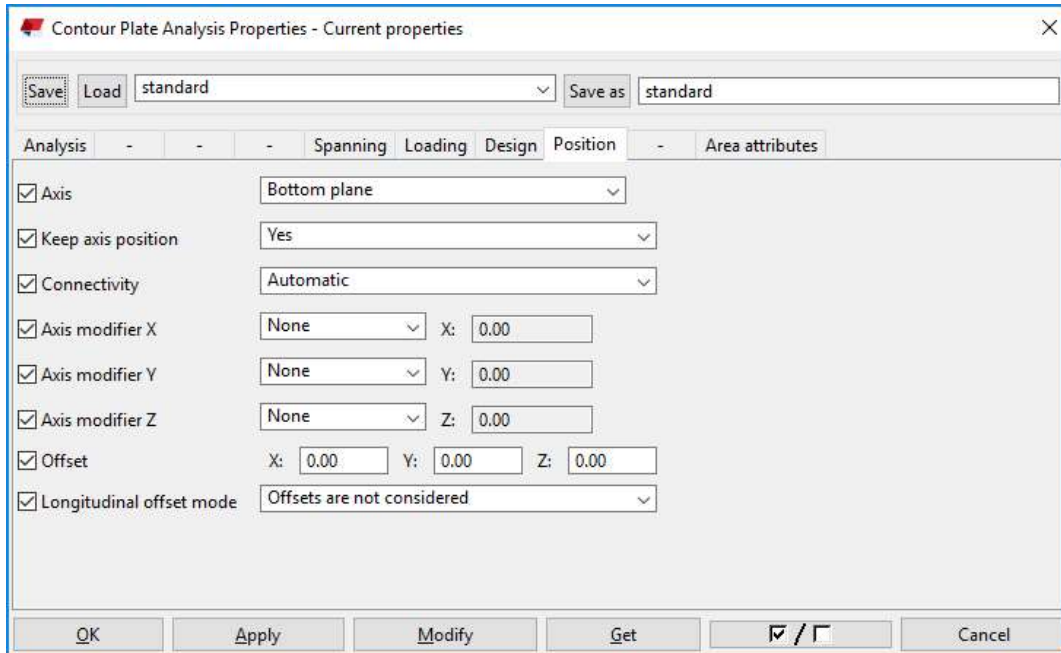 Contour Plate Analysis Properties - Current properties
Save Load standard Save as standard
Analysis - - - Spanning Loading Design Position - Area attributes
Axis Bottom plane
Keep axis position Yes
Connectivity Automatic
Axis modifier X None X: 0.00
Axis modifier Y None Y: 0.00
Axis modifier Z None Z: 0.00
Offset X: 0.00 Y: 0.00 Z: 0.00
Longitudinal offset mode Offsets are not considered
OK Apply Modify Get / Cancel